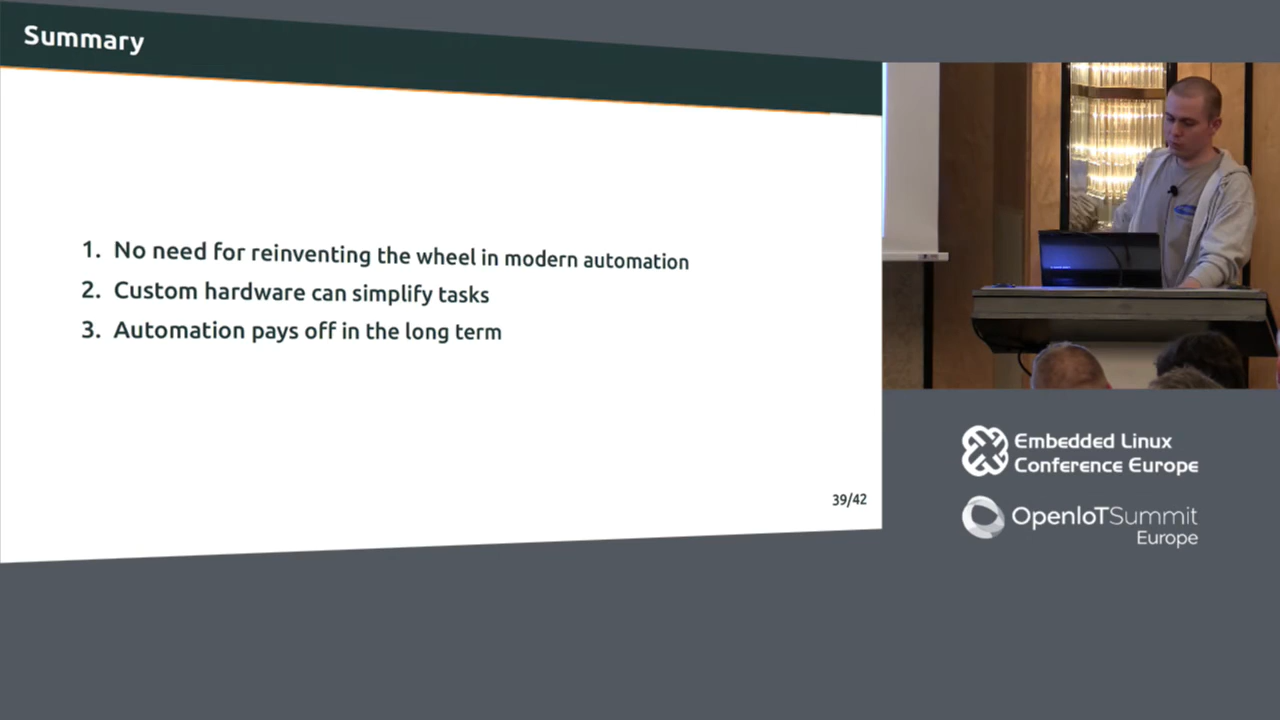 Summary
1. No need for reinventing the wheel in modern automation
2. Custom hardware can simplify tasks
3. Automation pays off in the long term
39/42
Embedded Linux
Conference Europe
OpenIoTSummit
Europe